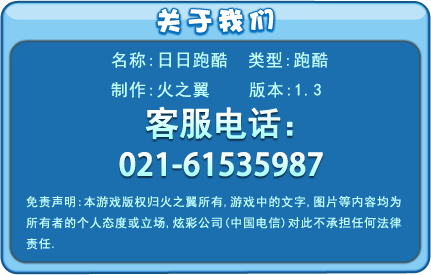 关于我们
名称:日日跑酷 类型:跑酷
制作:火之翼 版本:1.3
客服电话：
021-61535987
免责声明:本游戏版权归火之翼所有,游戏中的文字,图片等内容均为
所有者的个人态度或立场,炫彩公司(中国电信)对此不承担任何法律
责任.